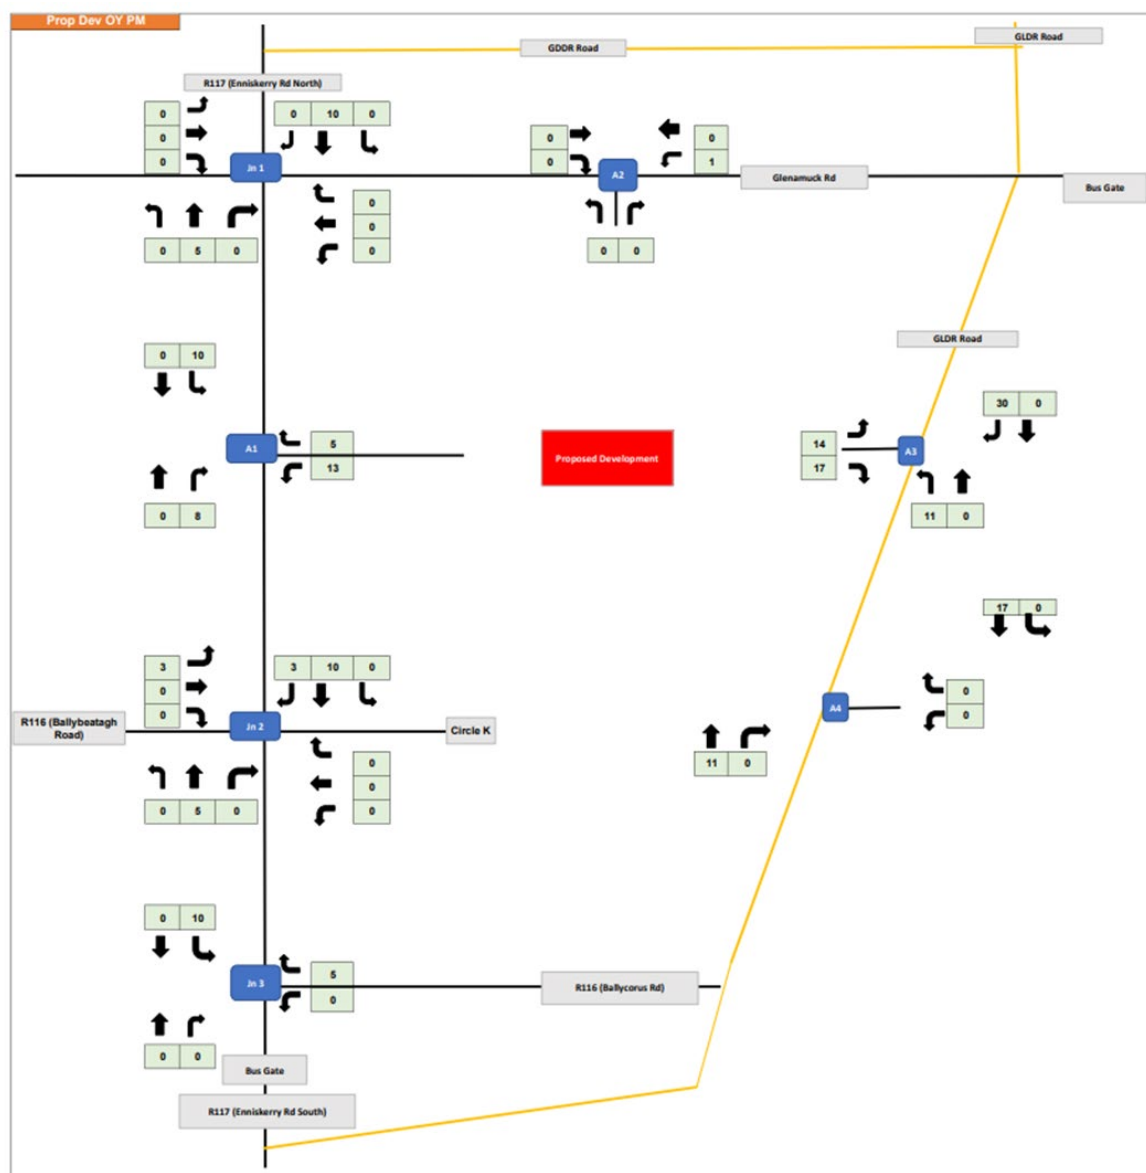 Prop Dev OY PM
GLDR Road
GDDR Road
R117 (Enniskerry Rd North)
0
0
0
0 10 0
0
0
0
1
Jn 1
A2
Glenamuck Rd
Bus Gate
0
0
0
0 5 0
0 0
GLDR Road
0 10
30 0
A1
5
13
Proposed Development
14
17
A3
0 8
11 0
17 0
3
0
0
3 10 0
0
0
A4
R116 (Ballybeatagh
Road)
Jn 2
Circle K
0
0
0
11 0
0 5 0
0 10
5
0
Jn 3
R116 (Ballycorus Rd)
0 0
Bus Gate
R117 (Enniskerry Rd South)